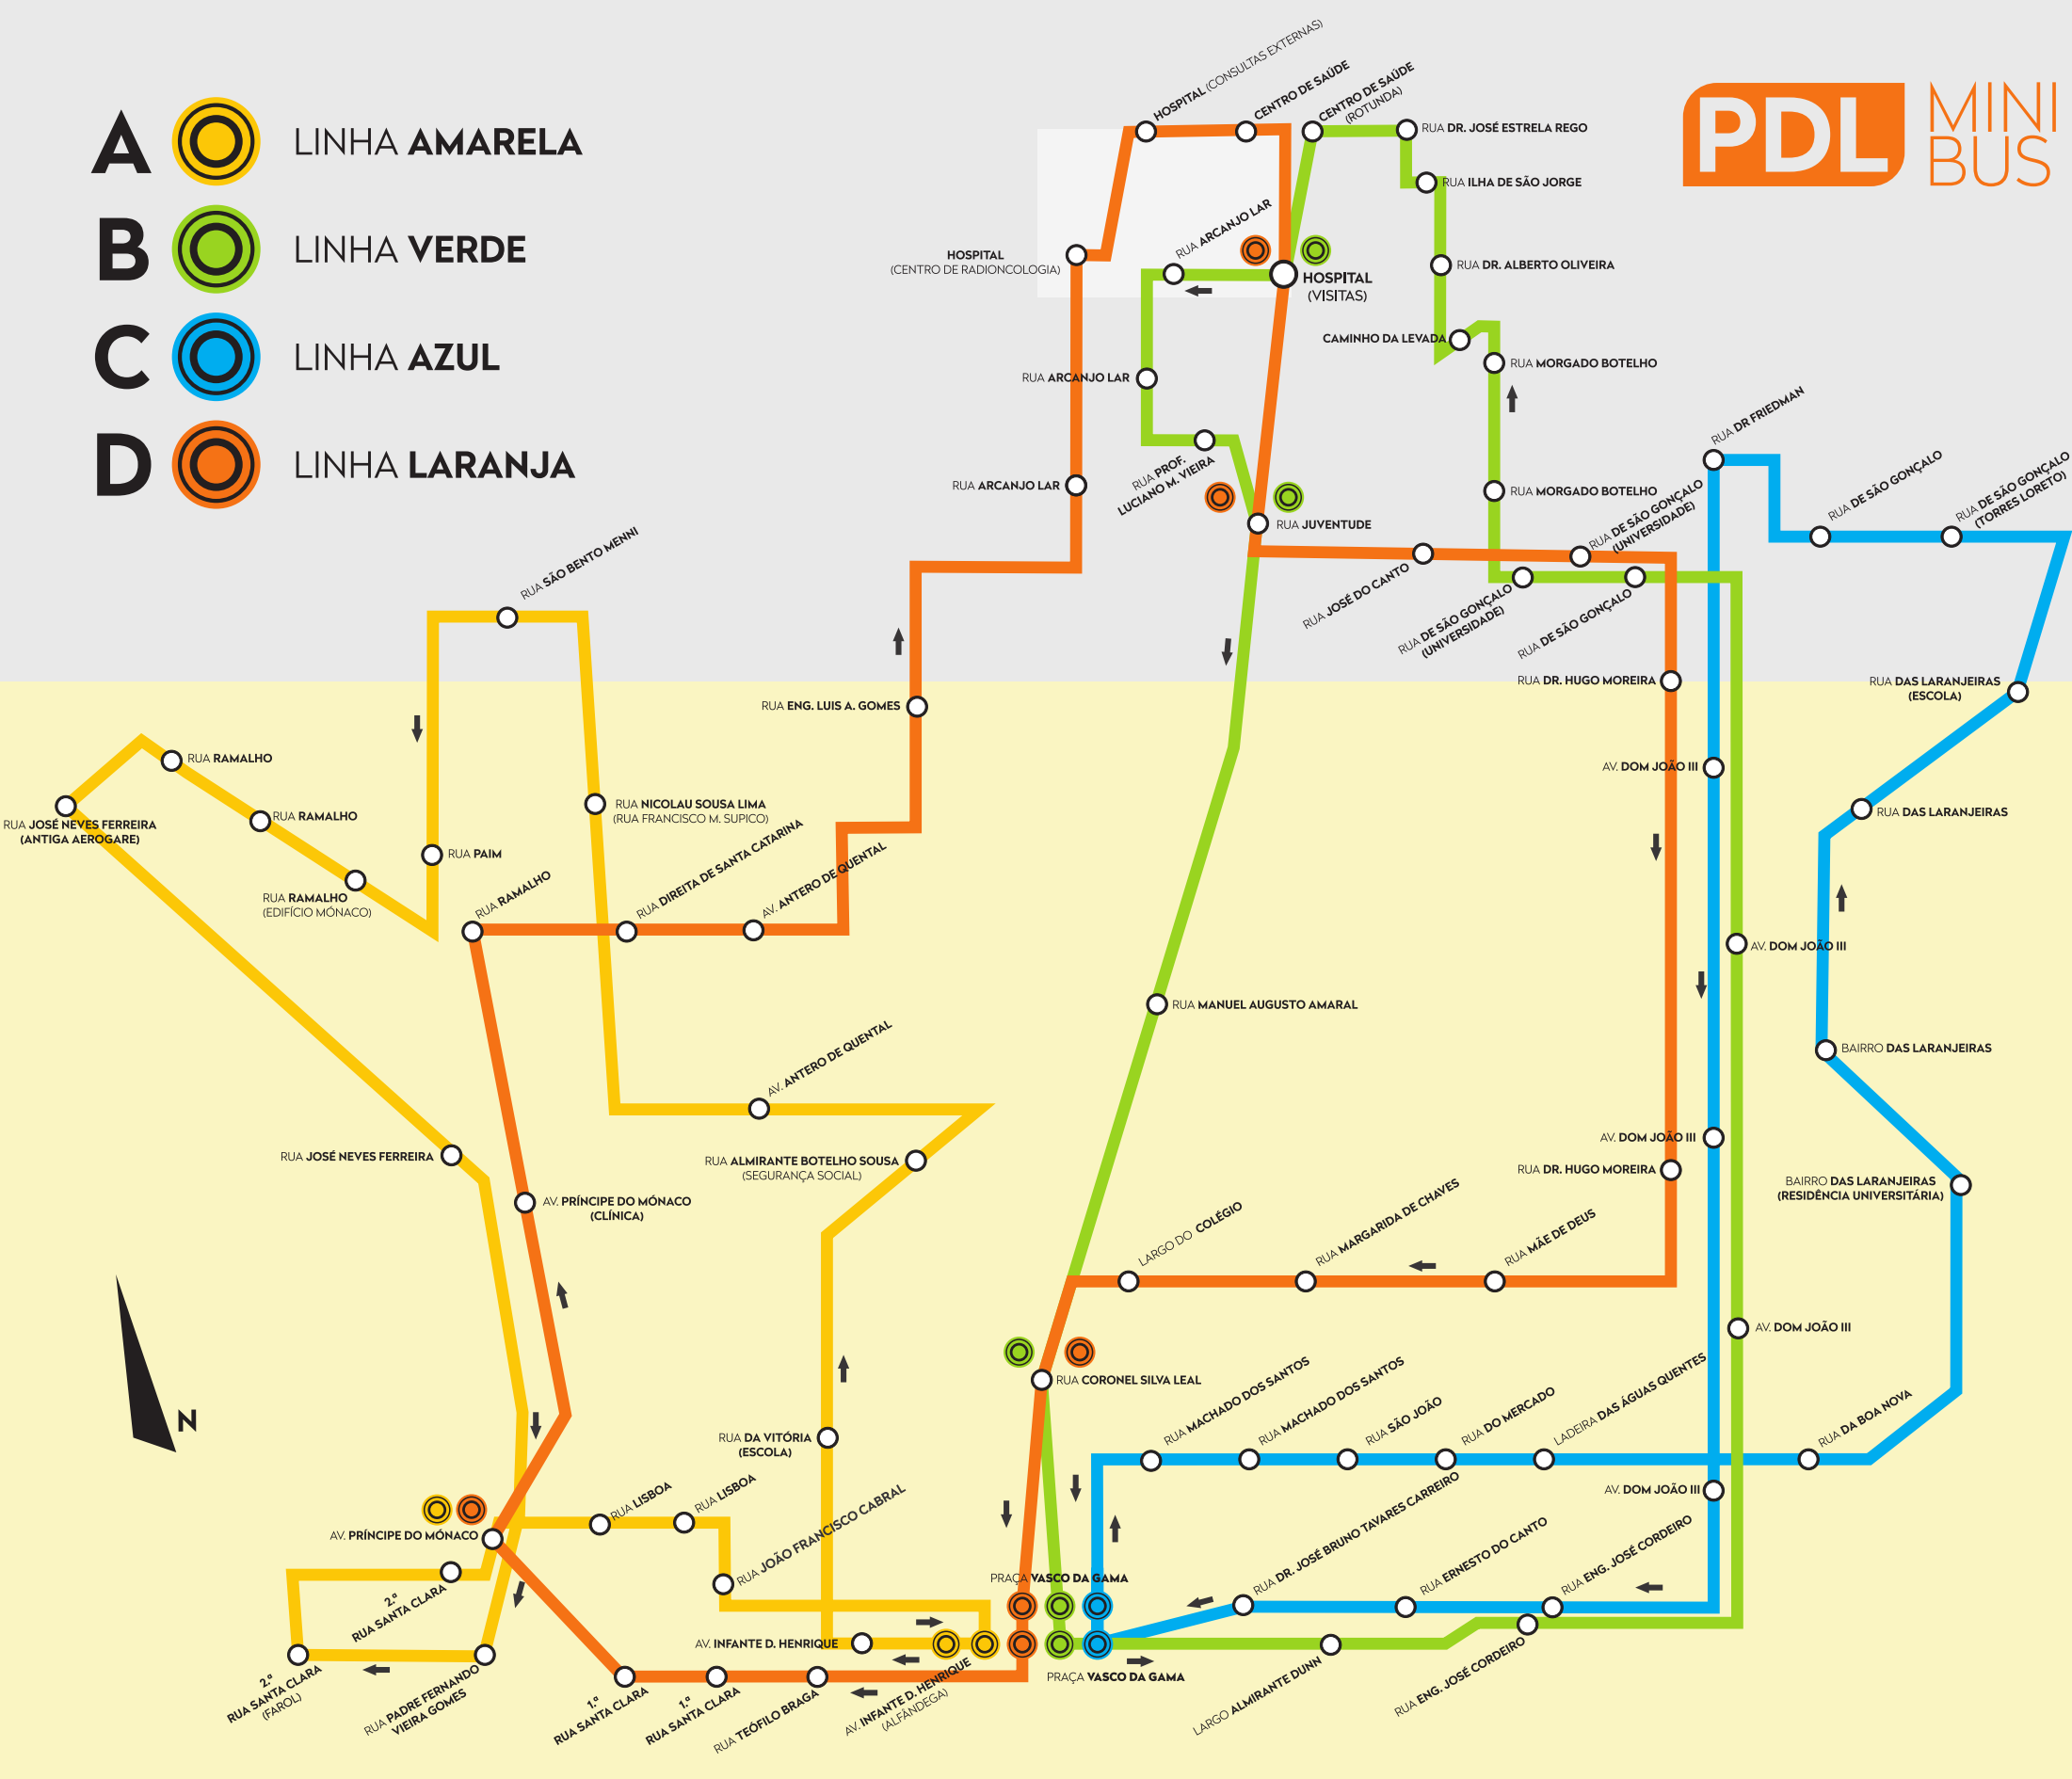 A LINHA AMARELA
B LINHA VERDE
C LINHA AZUL
D LINHA LARANJA
PDL MINI
BUS
HOSPITAL (CONSULTAS EXTERNAS)
CENTRO DE SAÚDE
CENTRO DE SAÚDE
(ROTUNDA)
RUA DR. JOSÉ ESTRELA REGO
RUA ILHA DE SÃO JORGE
RUA ARCANJO LAR
HOSPITAL
(CENTRO DE RADIONCOLOGIA)
HOSPITAL
(VISITAS)
RUA DR. ALBERTO OLIVEIRA
CAMINHO DA LEVADA
RUA MORGADO BOTELHO
RUA ARCANJO LAR
RUA DR FRIEDMAN
RUA PROF.
LUCIANO M. VIEIRA
RUA ARCANJO LAR
RUA MORGADO BOTELHO
RUA DE SÃO GONÇALO
(UNIVERSIDADE)
RUA DE SÃO GONÇALO
RUA DE SÃO GONÇALO
(TORRES LORETO)
RUA JUVENTUDE
RUA SÃO BENTO MENNI
RUA JOSÉ DO CANTO
RUA DE SÃO GONÇALO
(UNIVERSIDADE)
RUA DE SÃO GONÇALO
RUA DR. HUGO MOREIRA
RUA DAS LARANJEIRAS
(ESCOLA)
RUA ENG. LUIS A. GOMES
RUA RAMALHO
AV. DOM JOÃO III
RUA NICOLAU SOUSA LIMA
(RUA FRANCISCO M. SUPICO)
RUA DAS LARANJEIRAS
RUA JOSÉ NEVES FERREIRA
(ANTIGA AEROGARE)
RUA RAMALHO
RUA PAIM
RUA RAMALHO
(EDIFÍCIO MÓNACO)
RUA RAMALHO
RUA DIREITA DE SANTA CATARINA
AV. ANTERO DE QUENTAL
AV. DOM JOÃO III
RUA MANUEL AUGUSTO AMARAL
BAIRRO DAS LARANJEIRAS
AV. ANTERO DE QUENTAL
AV. DOM JOÃO III
RUA JOSÉ NEVES FERREIRA
RUA ALMIRANTE BOTELHO SOUSA
(SEGURANÇA SOCIAL)
RUA DR. HUGO MOREIRA
BAIRRO DAS LARANJEIRAS
(RESIDÊNCIA UNIVERSITÁRIA)
AV. PRÍNCIPE DO MÓNACO
(CLÍNICA)
LARGO DO COLÉGIO
RUA MARGARIDA DE CHAVES
RUA MÃE DE DEUS
AV. DOM JOÃO III
RUA CORONEL SILVA LEAL
N
RUA DA VITÓRIA
(ESCOLA)
RUA MACHADO DOS SANTOS
RUA MACHADO DOS SANTOS
RUA SÃO JOÃO
RUA DO MERCADO
LADEIRA DAS ÁGUAS QUENTES
RUA DA BOA NOVA
AV. DOM JOÃO III
RUA LISBOA
RUA LISBOA
AV. PRÍNCIPE DO MÓNACO
RUA JOÃO FRANCISCO CABRAL
PRAÇA VASCO DA GAMA
RUA DR. JOSÉ BRUNO TAVARES CARREIRO
RUA ERNESTO DO CANTO
RUA ENG. JOSÉ CORDEIRO
2.ª
RUA SANTA CLARA
AV. INFANTE D. HENRIQUE
2.ª
RUA SANTA CLARA
(FAROL)
RUA PADRE FERNANDO
VIEIRA GOMES
1.ª
RUA SANTA CLARA
1.ª
RUA SANTA CLARA
RUA TEÓFILO BRAGA
AV. INFANTE D. HENRIQUE
(ALFÂNDEGA)
PRAÇA VASCO DA GAMA
LARGO ALMIRANTE DUNN
RUA ENG. JOSÉ CORDEIRO